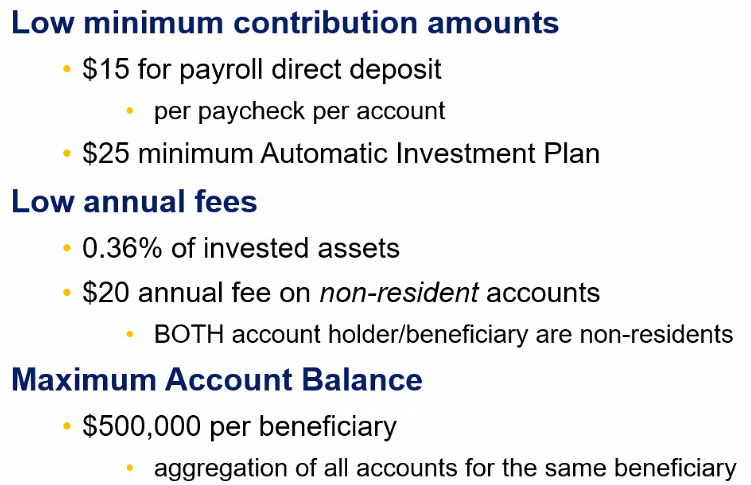 Low minimum contribution amounts
• $15 for payroll direct deposit
• per paycheck per account
• $25 minimum Automatic Investment Plan
Low annual fees
• 0.36% of invested assets
• $20 annual fee on non-resident accounts
• BOTH account holder/beneficiary are non-residents
Maximum Account Balance
• $500,000 per beneficiary
• aggregation of all accounts for the same beneficiary